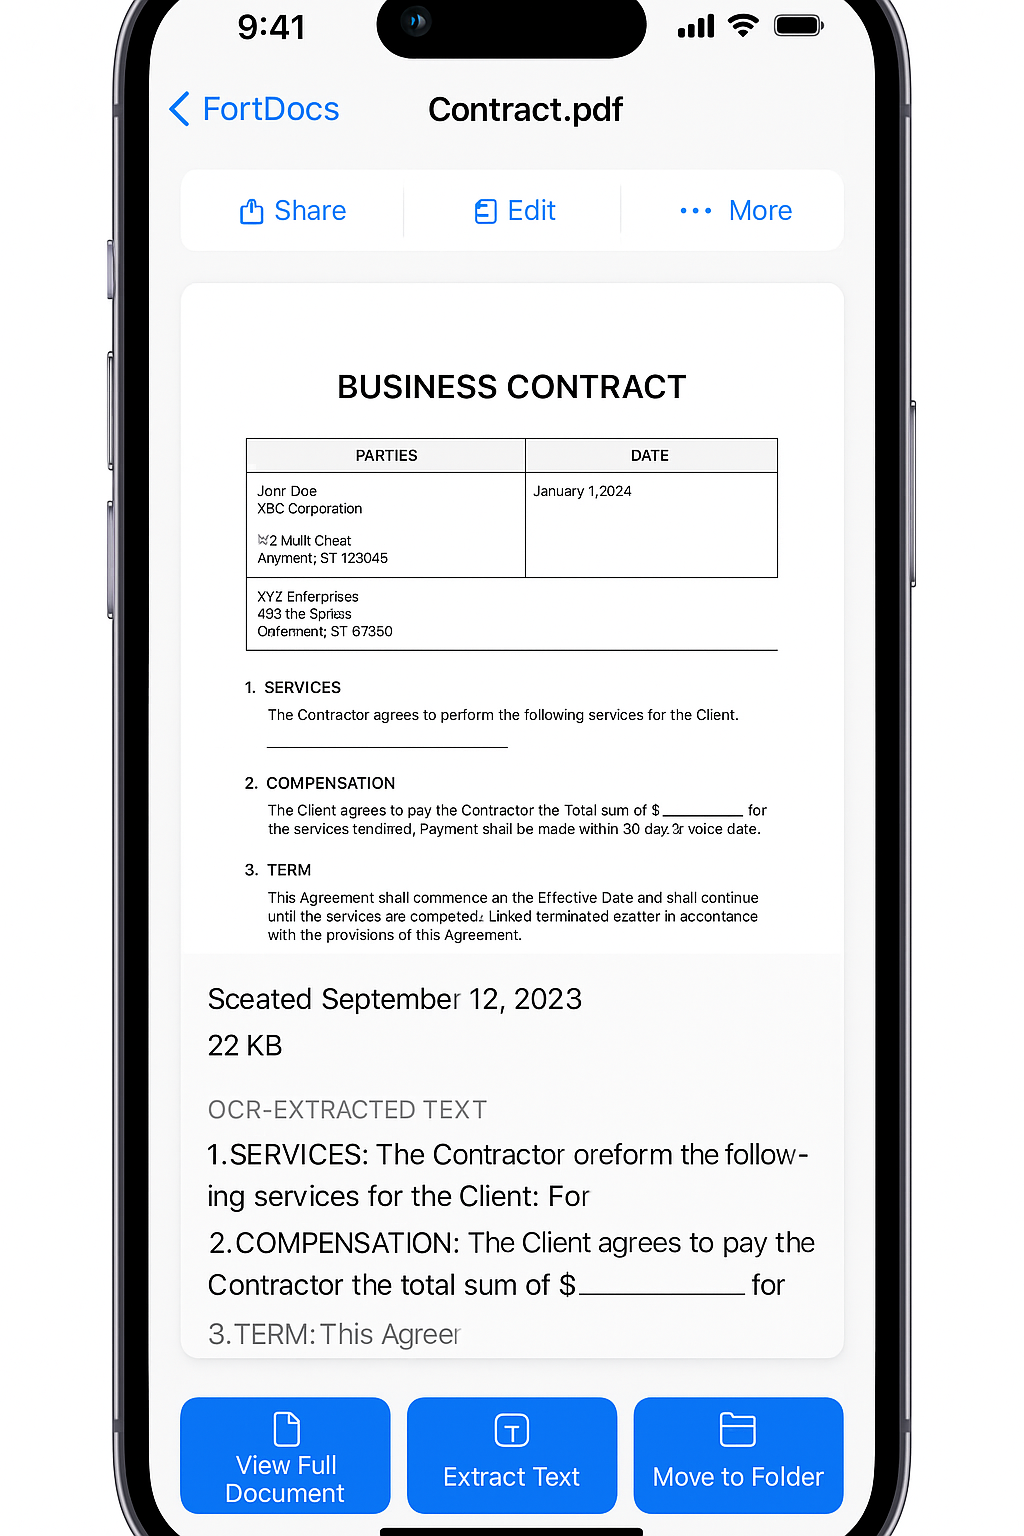 9:41
FortDocs
Contract.pdf
Share
Edit
More
BUSINESS CONTRACT
PARTIES
DATE
Jonr Doe
January 1,2024
XBC Corporation
2 Mullt Cheat
Anyment; ST 123045
XYZ Enferprises
493 the Spriess
Onferment; ST 67350
1. SERVICES
The Contractor agrees to perform the following services for the Client.
2. COMPENSATION
The Client agrees to pay the Contractor the Total sum of $ for
the services tendirred, Payment shail be made within 30 day. voice date.
3. TERM
This Agreement shall commence an the Effective Date and shall continue
until the services are competed. Linked terminated ezatter in accontance
with the provisions of this Agreement.
Sceated September 12, 2023
22 KB
OCR-EXTRACTED TEXT
1.SERVICES: The Contractor oreform the follow-
ing services for the Client: For
2.COMPENSATION: The Client agrees to pay the
Contractor the total sum of $ for
3.TERM: This Agreer
View Full
Document
Extract Text
Move to Folder